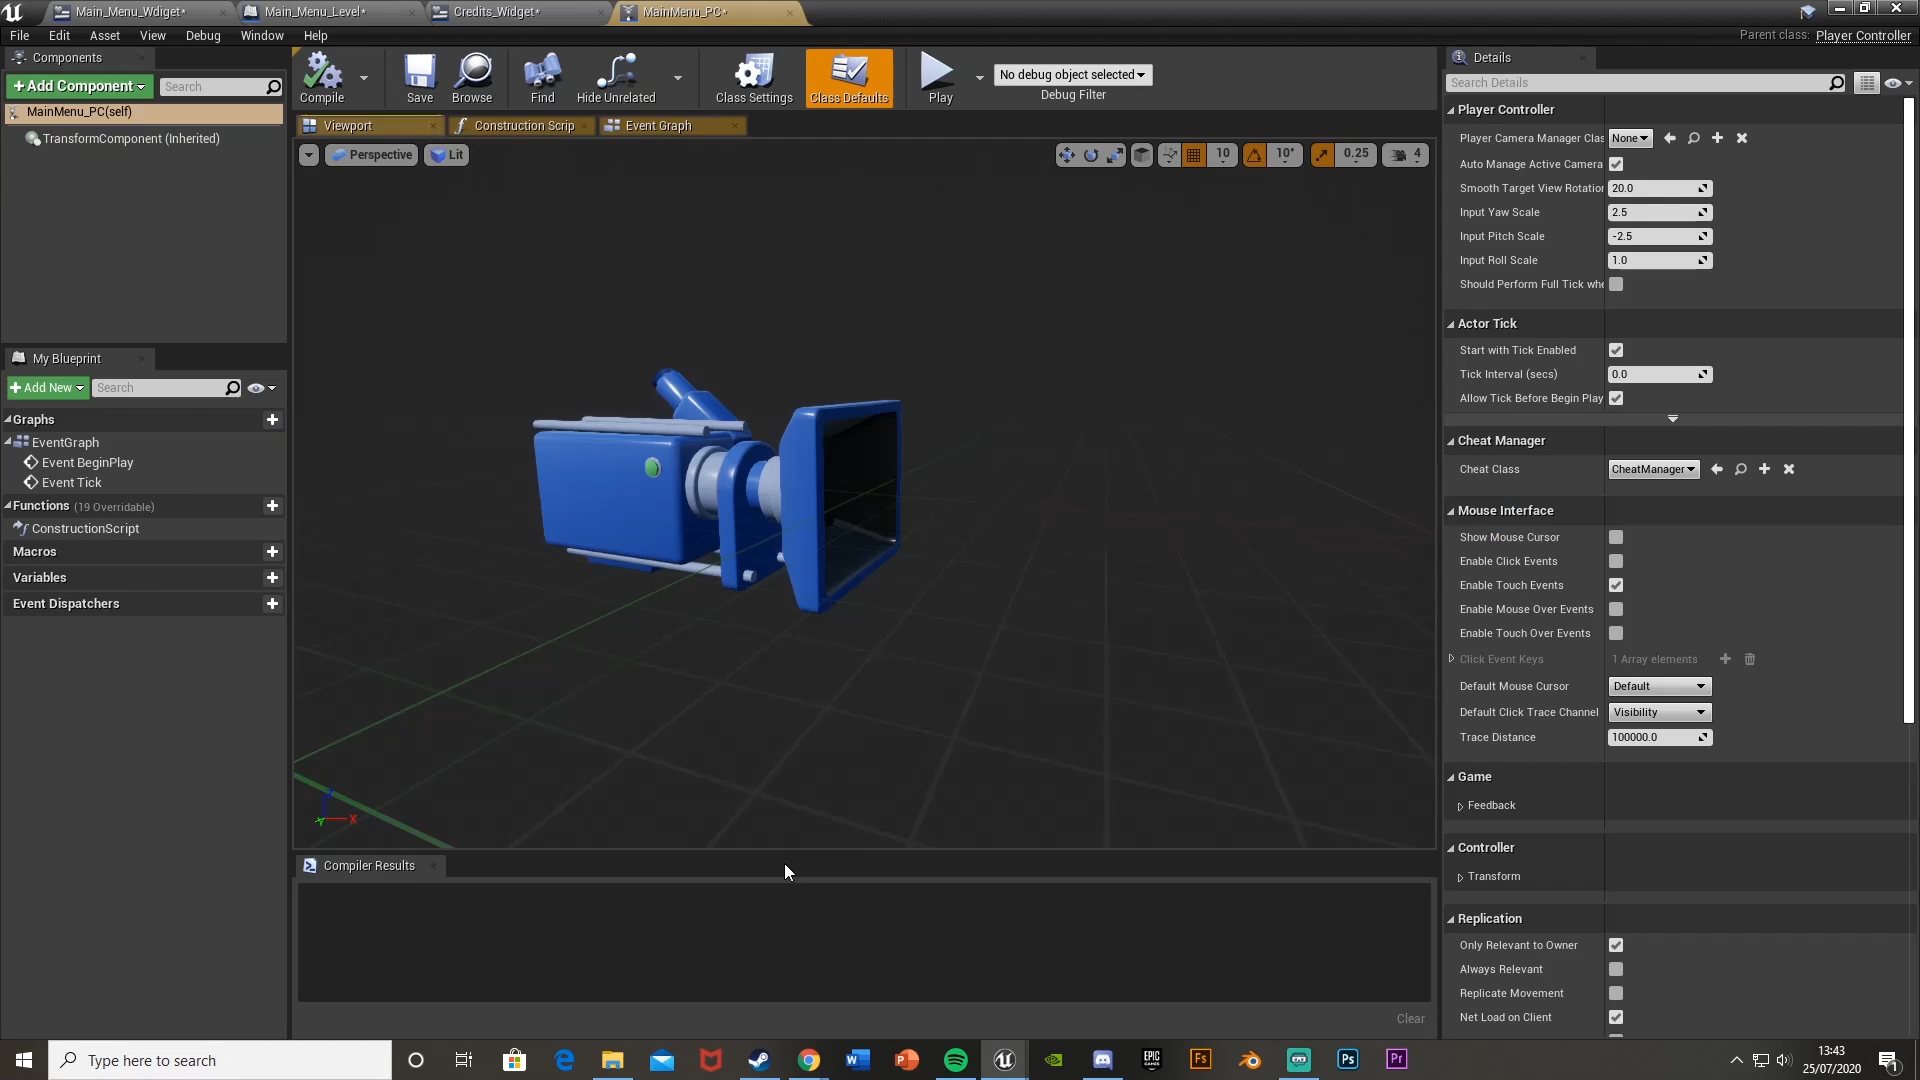 Main_Menu_Wdiget*
Main_Menu_Level*
Credits_Widget*
MainMenu_PC*
File
Edit
Asset
View
Debug
Window
Help
Parent class: Player Controller
Components
+Add Component
Search
MainMenu_PC(self)
TransformComponent (Inherited)
My Blueprint
+Add New
Search
Graphs
EventGraph
Event BeginPlay
Event Tick
Functions (19 Overridable)
ConstructionScript
Macros
Variables
Event Dispatchers
Compile
Save
Browse
Find
Hide Unrelated
Class Settings
Class Defaults
Play
No debug object selected
Debug Filter
Viewport
Construction Scrip
Event Graph
Perspective
Lit
10
10°
0.25
4
Z
Y
X
Compiler Results
Clear
Details
Search Details
Player Controller
Player Camera Manager Clas
None
Auto Manage Active Camera
Smooth Target View Rotation
20.0
Input Yaw Scale
2.5
Input Pitch Scale
-2.5
Input Roll Scale
1.0
Should Perform Full Tick whe
Actor Tick
Start with Tick Enabled
Tick Interval (secs)
0.0
Allow Tick Before Begin Play
Cheat Manager
Cheat Class
CheatManager
Mouse Interface
Show Mouse Cursor
Enable Click Events
Enable Touch Events
Enable Mouse Over Events
Enable Touch Over Events
Click Event Keys
1 Array elements
Default Mouse Cursor
Default
Default Click Trace Channel
Visibility
Trace Distance
100000.0
Game
Feedback
Controller
Transform
Replication
Only Relevant to Owner
Always Relevant
Replicate Movement
Net Load on Client
Type here to search
EPIC
GAMES
Fs
Ps
Pr
13:43
25/07/2020
1